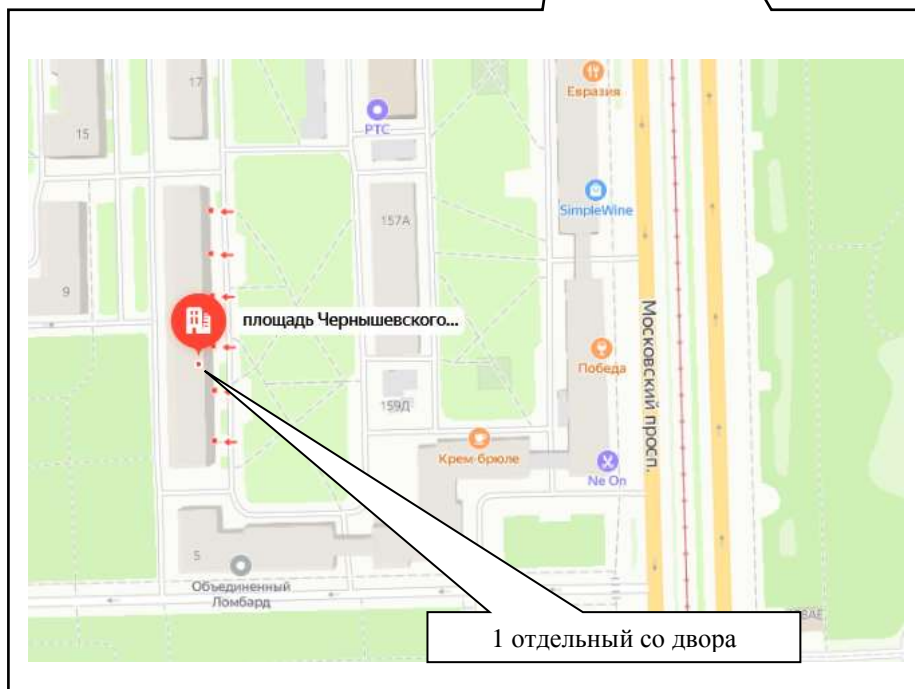 Евразия
17
РТС
15
SimpleWine
157А
9
площадь Чернышевского...
Московский просп.
Победа
159Д
Крем-брюле
Ne On
5
Объединенный
Ломбард
1 отдельный со двора